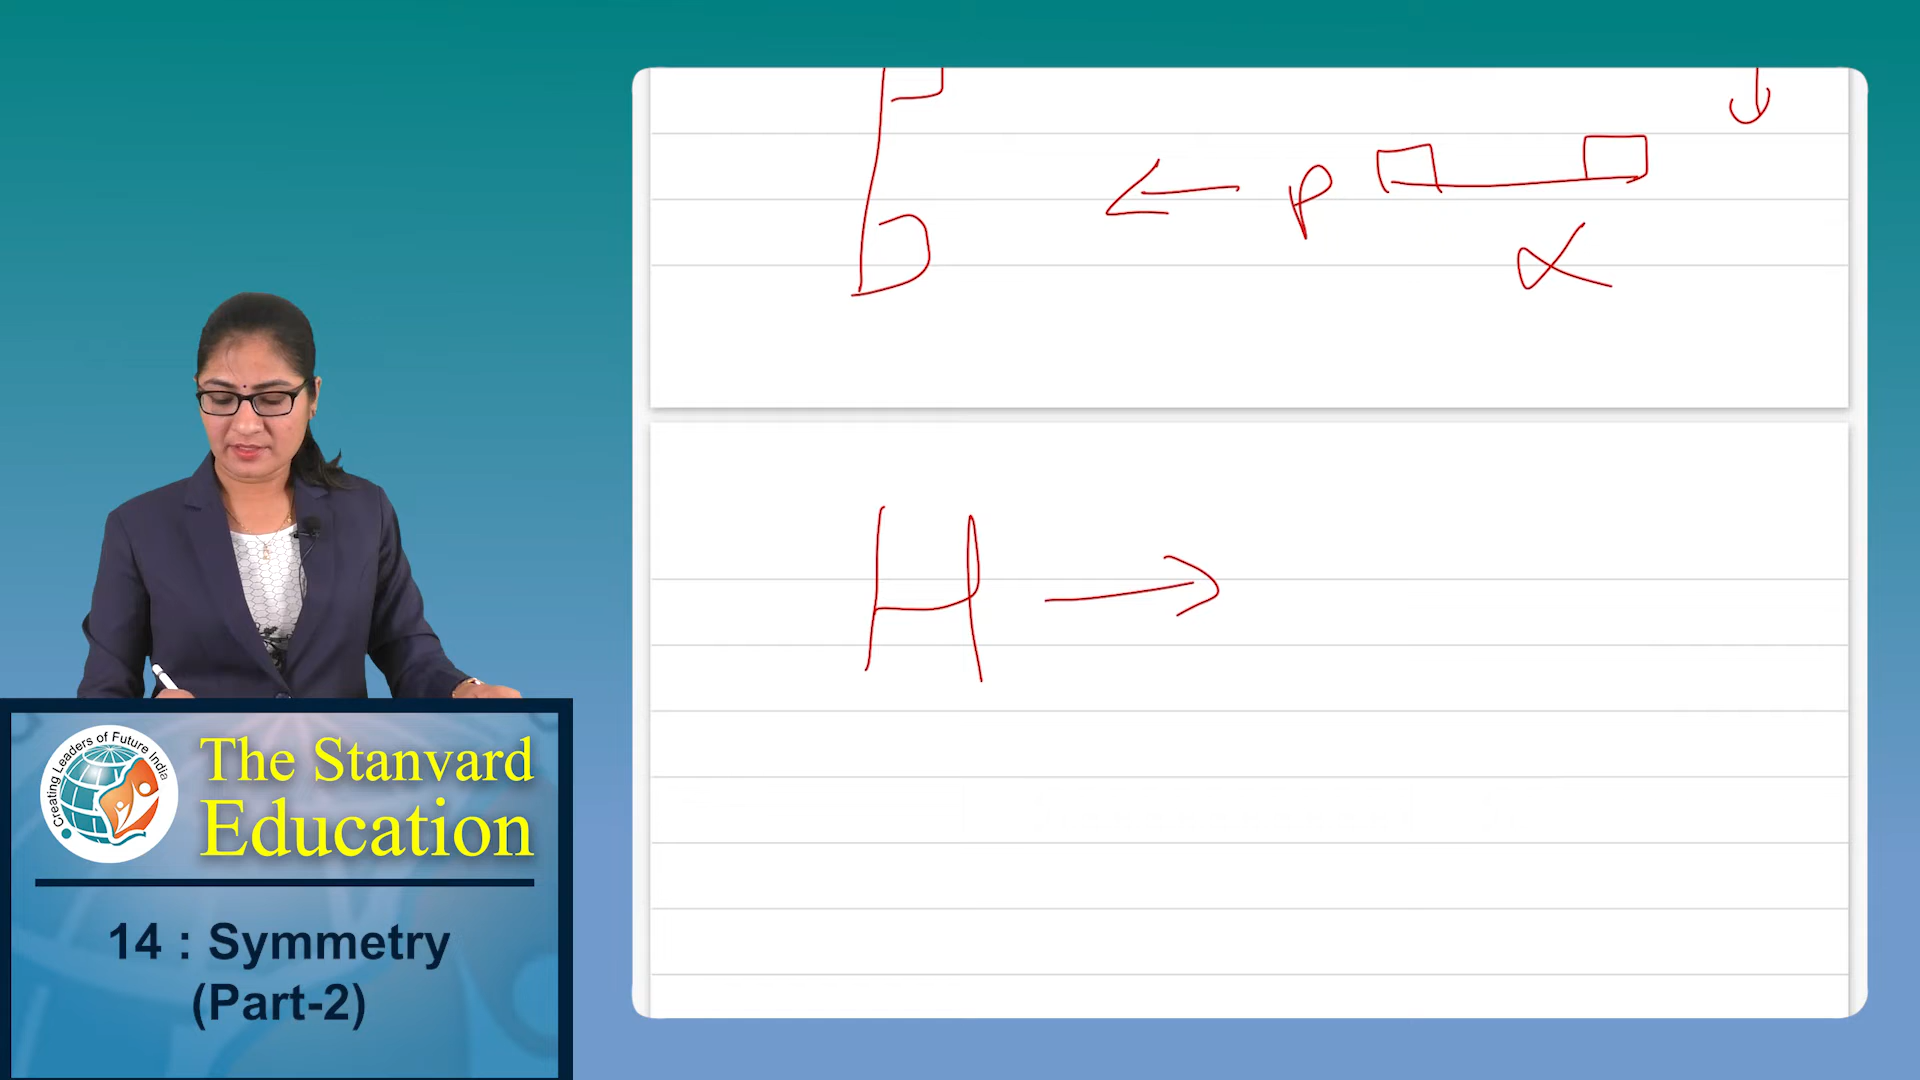 P
α
H
Creating Leaders of Future India
The Stanvard
Education
14 : Symmetry
(Part-2)